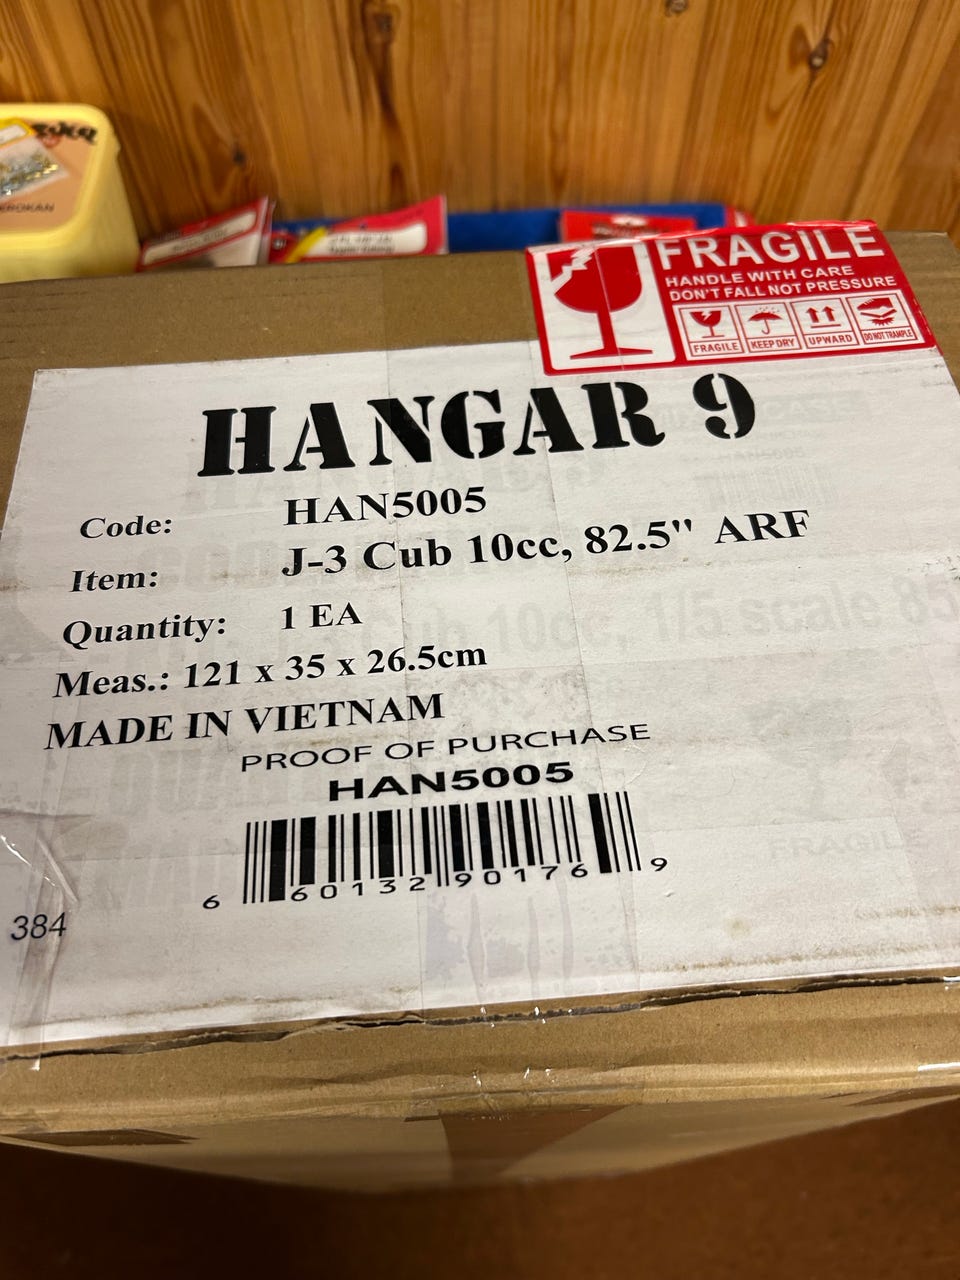 FRAGILE
HANDLE WITH CARE
DON'T FALL NOT PRESSURE
FRAGILE KEEP DRY UPWARD DO NOT TRAMPLE
HANGAR 9
Code: HAN5005
Item: J-3 Cub 10cc, 82.5" ARF
Quantity: 1 EA
Meas.: 121 x 35 x 26.5cm
MADE IN VIETNAM
PROOF OF PURCHASE
HAN5005
6 60132 90176 9
384